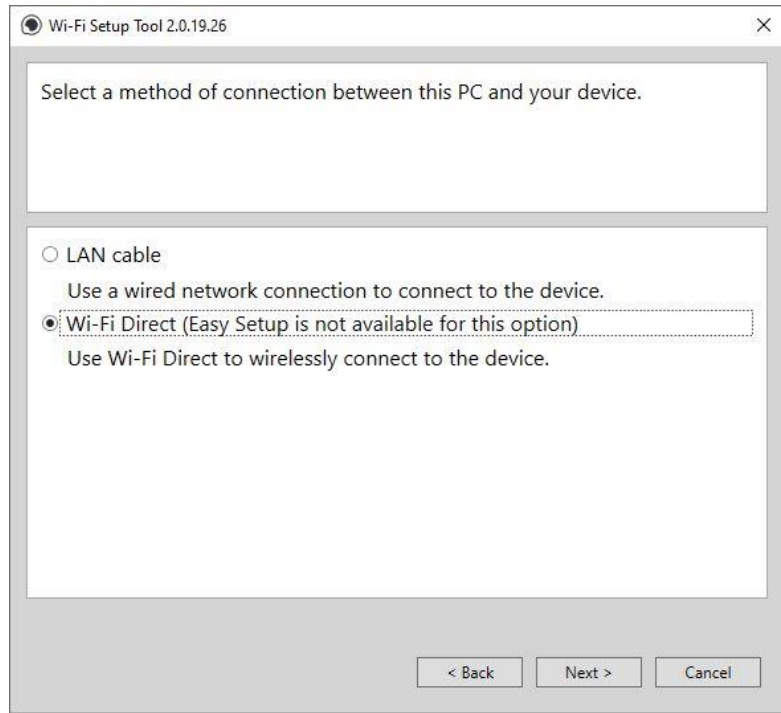 Wi-Fi Setup Tool 2.0.19.26
Select a method of connection between this PC and your device.
LAN cable
Use a wired network connection to connect to the device.
Wi-Fi Direct (Easy Setup is not available for this option)
Use Wi-Fi Direct to wirelessly connect to the device.
< Back Next > Cancel